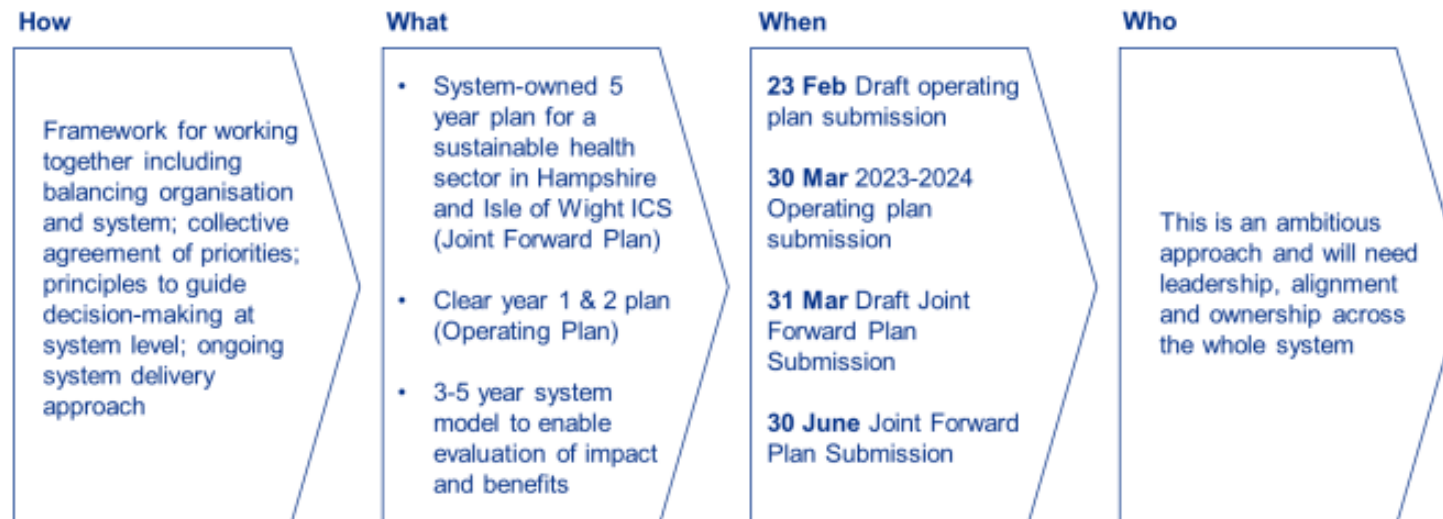 How
Framework for working
together including
balancing organisation
and system; collective
agreement of priorities;
principles to guide
decision-making at
system level; ongoing
system delivery
approach
What
• System-owned 5
year plan for a
sustainable health
sector in Hampshire
and Isle of Wight ICS
(Joint Forward Plan)
• Clear year 1 & 2 plan
(Operating Plan)
• 3-5 year system
model to enable
evaluation of impact
and benefits
When
23 Feb Draft operating
plan submission
30 Mar 2023-2024
Operating plan
submission
31 Mar Draft Joint
Forward Plan
Submission
30 June Joint Forward
Plan Submission
Who
This is an ambitious
approach and will need
leadership, alignment
and ownership across
the whole system